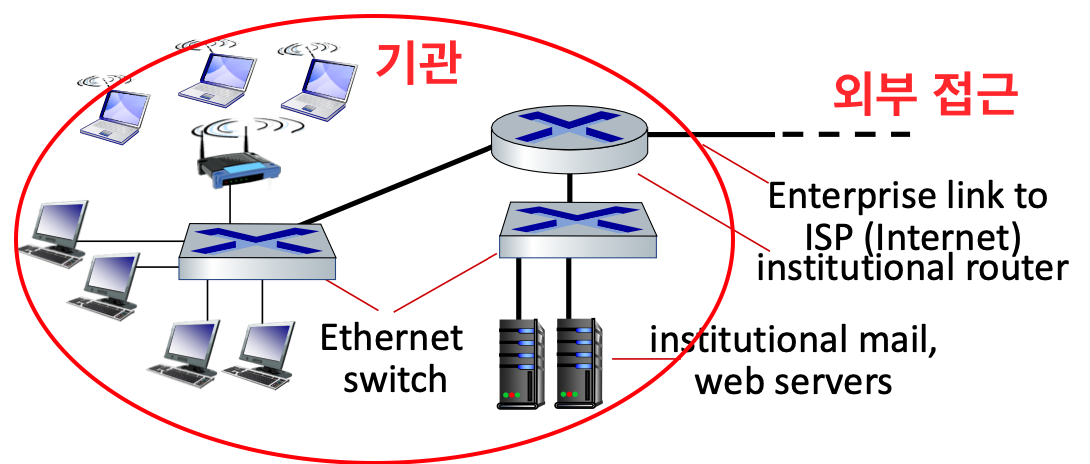 기관
외부 접근
Enterprise link to
ISP (Internet)
institutional router
Ethernet
switch
institutional mail,
web servers